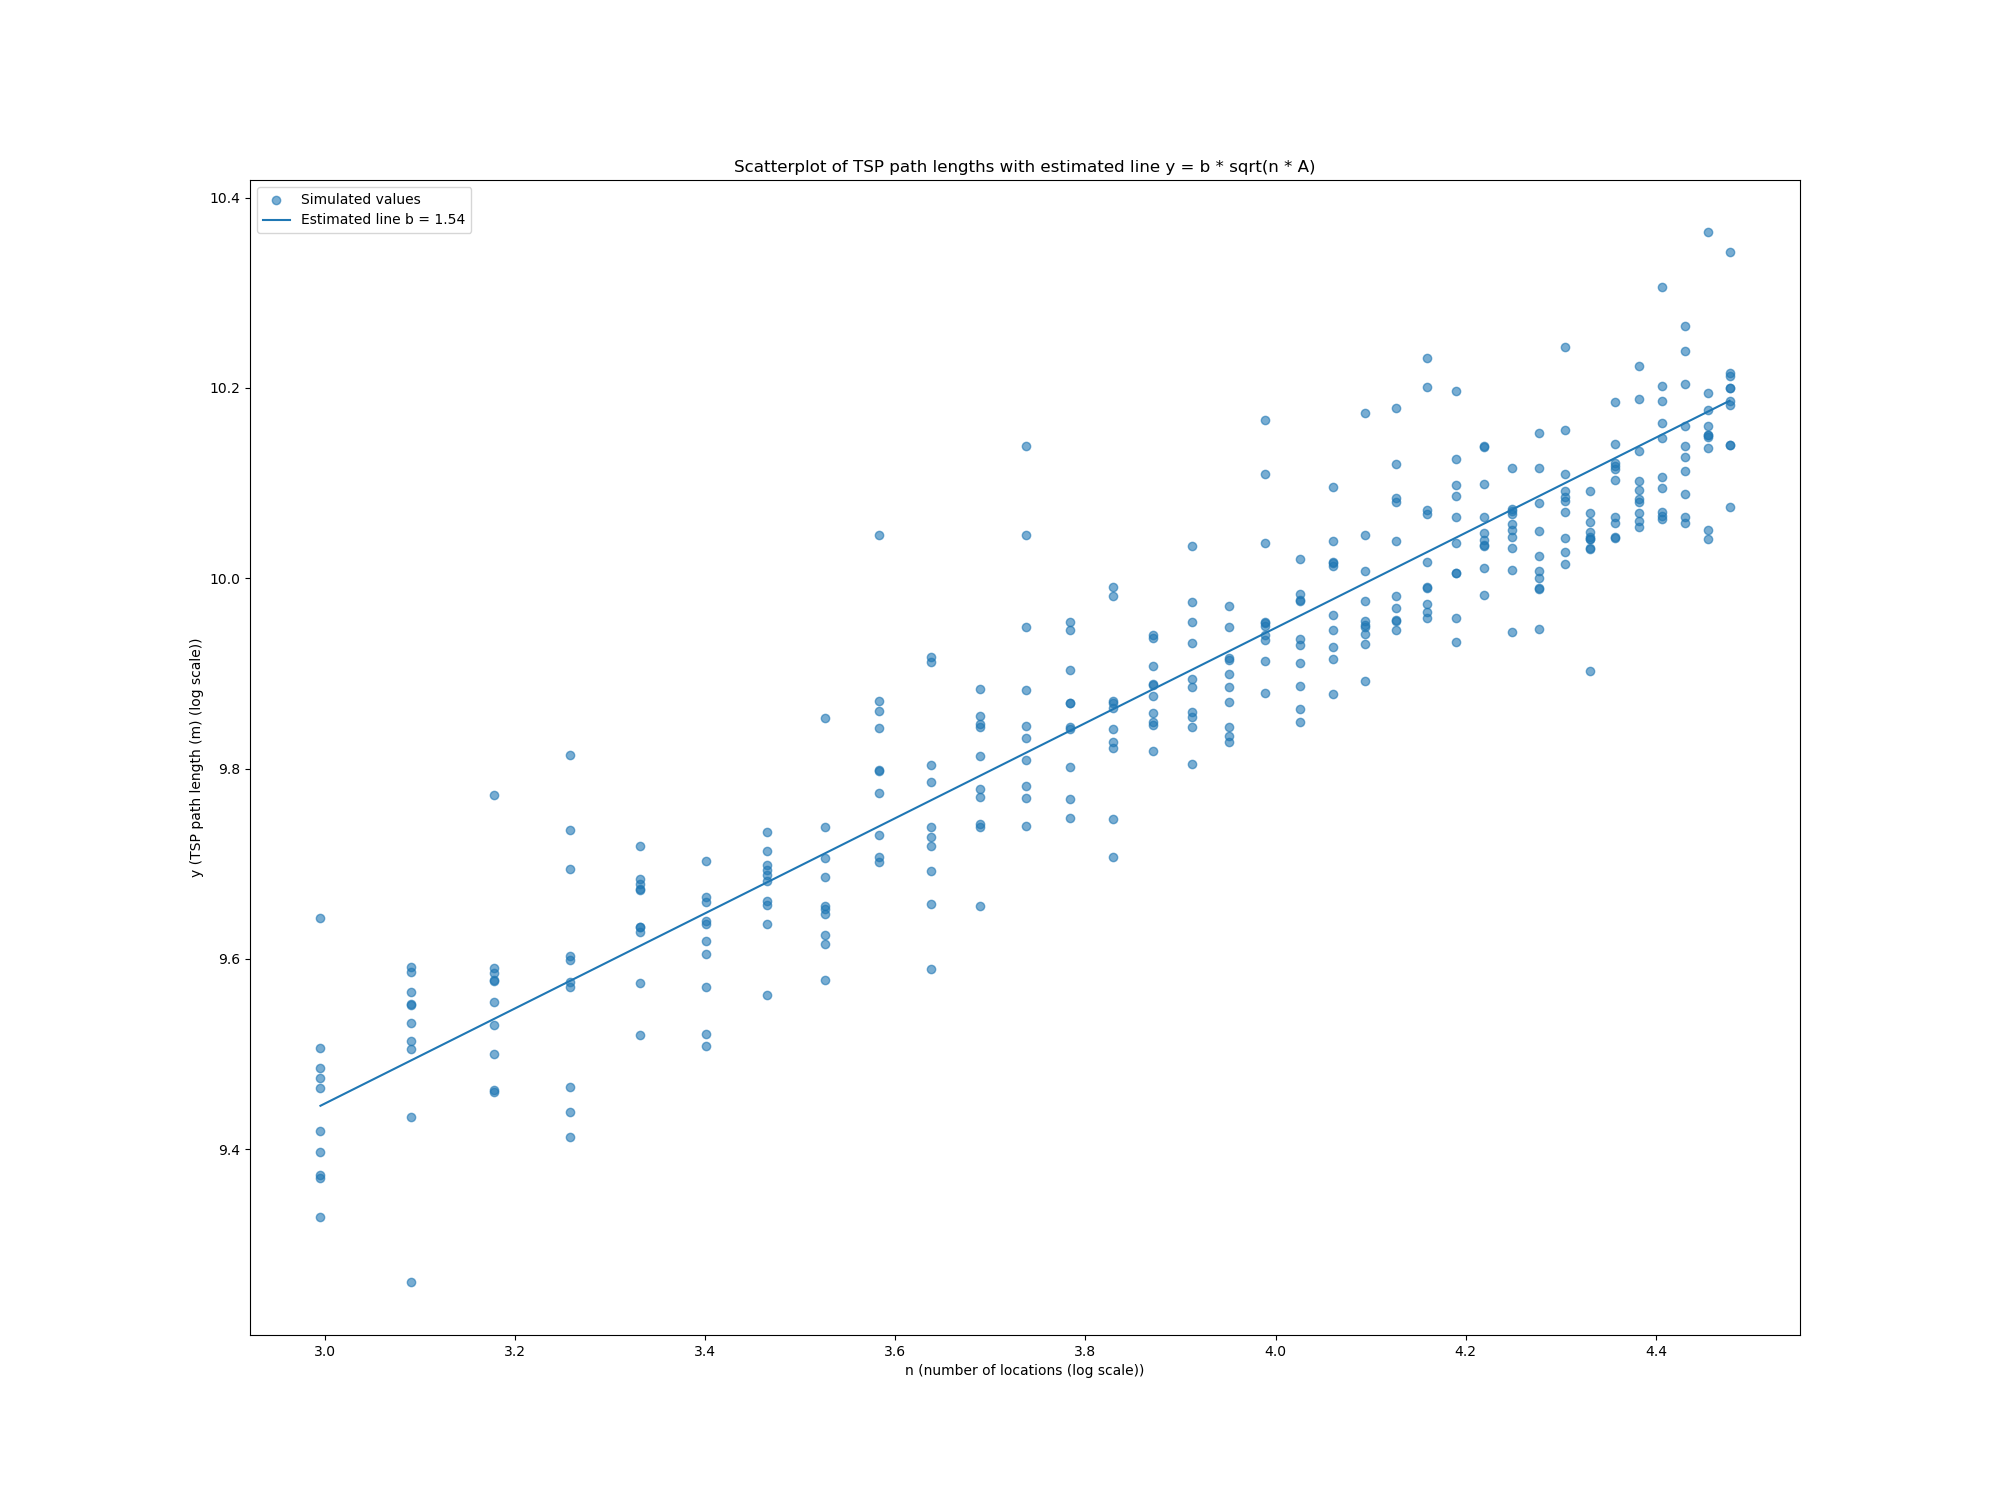 Scatterplot of TSP path lengths with estimated line y = b * sqrt(n * A)
Simulated values
Estimated line b = 1.54
10.4
10.2
10.0
9.8
9.6
9.4
y (TSP path length (m) (log scale))
3.0 3.2 3.4 3.6 3.8 4.0 4.2 4.4
n (number of locations (log scale))